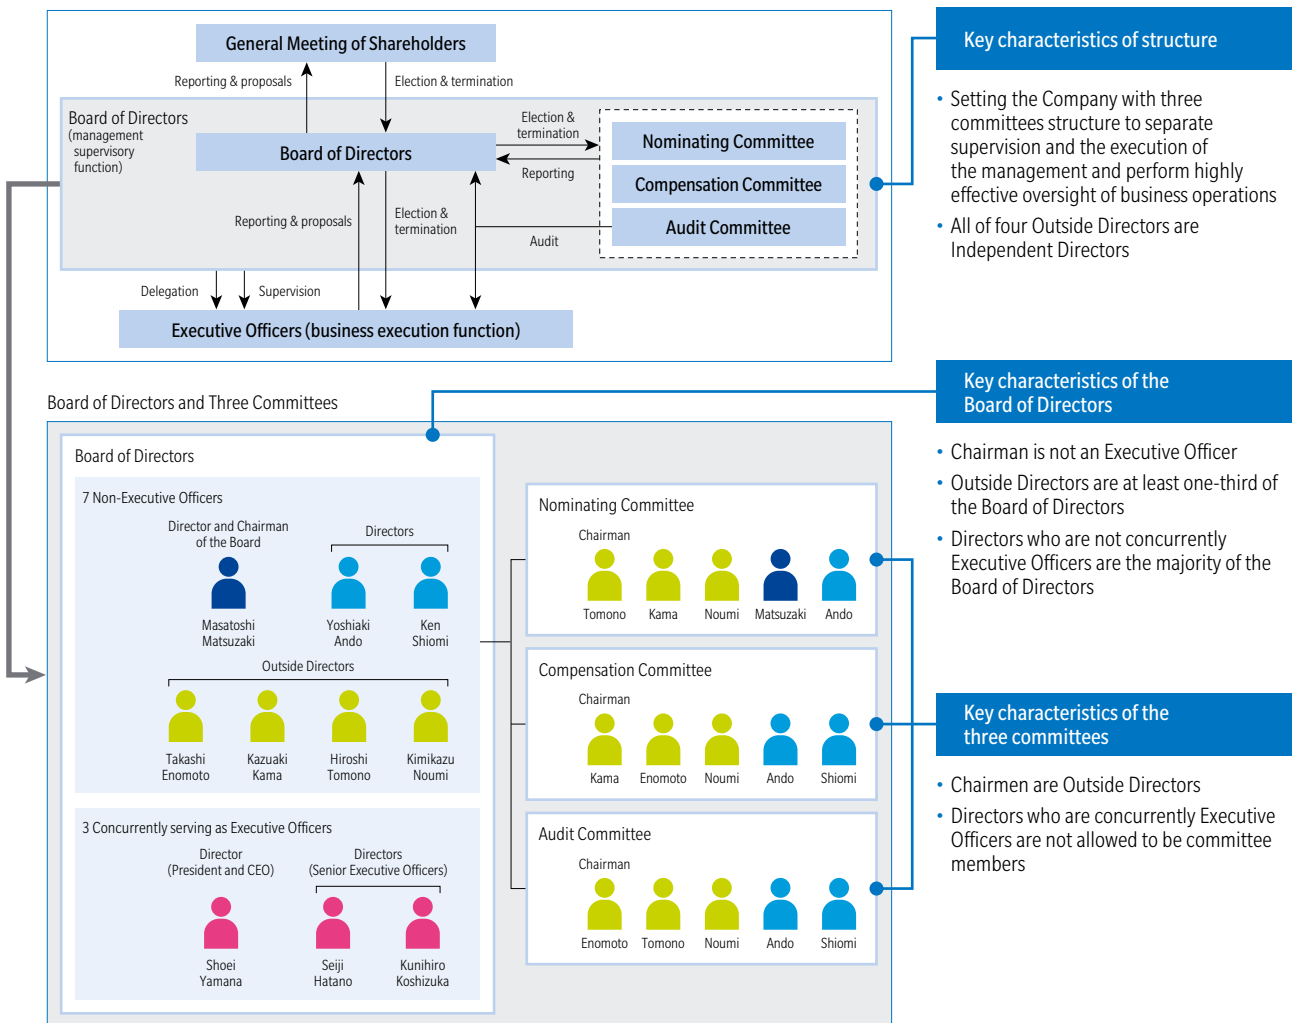 General Meeting of Shareholders
Reporting & proposals
Election & termination
Board of Directors
(management
supervisory
function)
Board of Directors
Election &
termination
Reporting
Nominating Committee
Compensation Committee
Audit Committee
Reporting & proposals
Election &
termination
Audit
Delegation
Supervision
Executive Officers (business execution function)
Key characteristics of structure
• Setting the Company with three
committees structure to separate
supervision and the execution of
the management and perform highly
effective oversight of business operations
• All of four Outside Directors are
Independent Directors
Board of Directors and Three Committees
Board of Directors
7 Non-Executive Officers
Director and Chairman
of the Board
Directors
Masatoshi
Matsuzaki
Yoshiaki
Ando
Ken
Shiomi
Outside Directors
Takashi
Enomoto
Kazuaki
Kama
Hiroshi
Tomono
Kimikazu
Noumi
3 Concurrently serving as Executive Officers
Director
(President and CEO)
Directors
(Senior Executive Officers)
Shoei
Yamana
Seiji
Hatano
Kunihiro
Koshizuka
Nominating Committee
Chairman
Tomono
Kama
Noumi
Matsuzaki
Ando
Compensation Committee
Chairman
Kama
Enomoto
Noumi
Ando
Shiomi
Audit Committee
Chairman
Enomoto
Tomono
Noumi
Ando
Shiomi
Key characteristics of the
Board of Directors
• Chairman is not an Executive Officer
• Outside Directors are at least one-third of
the Board of Directors
• Directors who are not concurrently
Executive Officers are the majority of the
Board of Directors
Key characteristics of the
three committees
• Chairmen are Outside Directors
• Directors who are concurrently Executive
Officers are not allowed to be committee
members